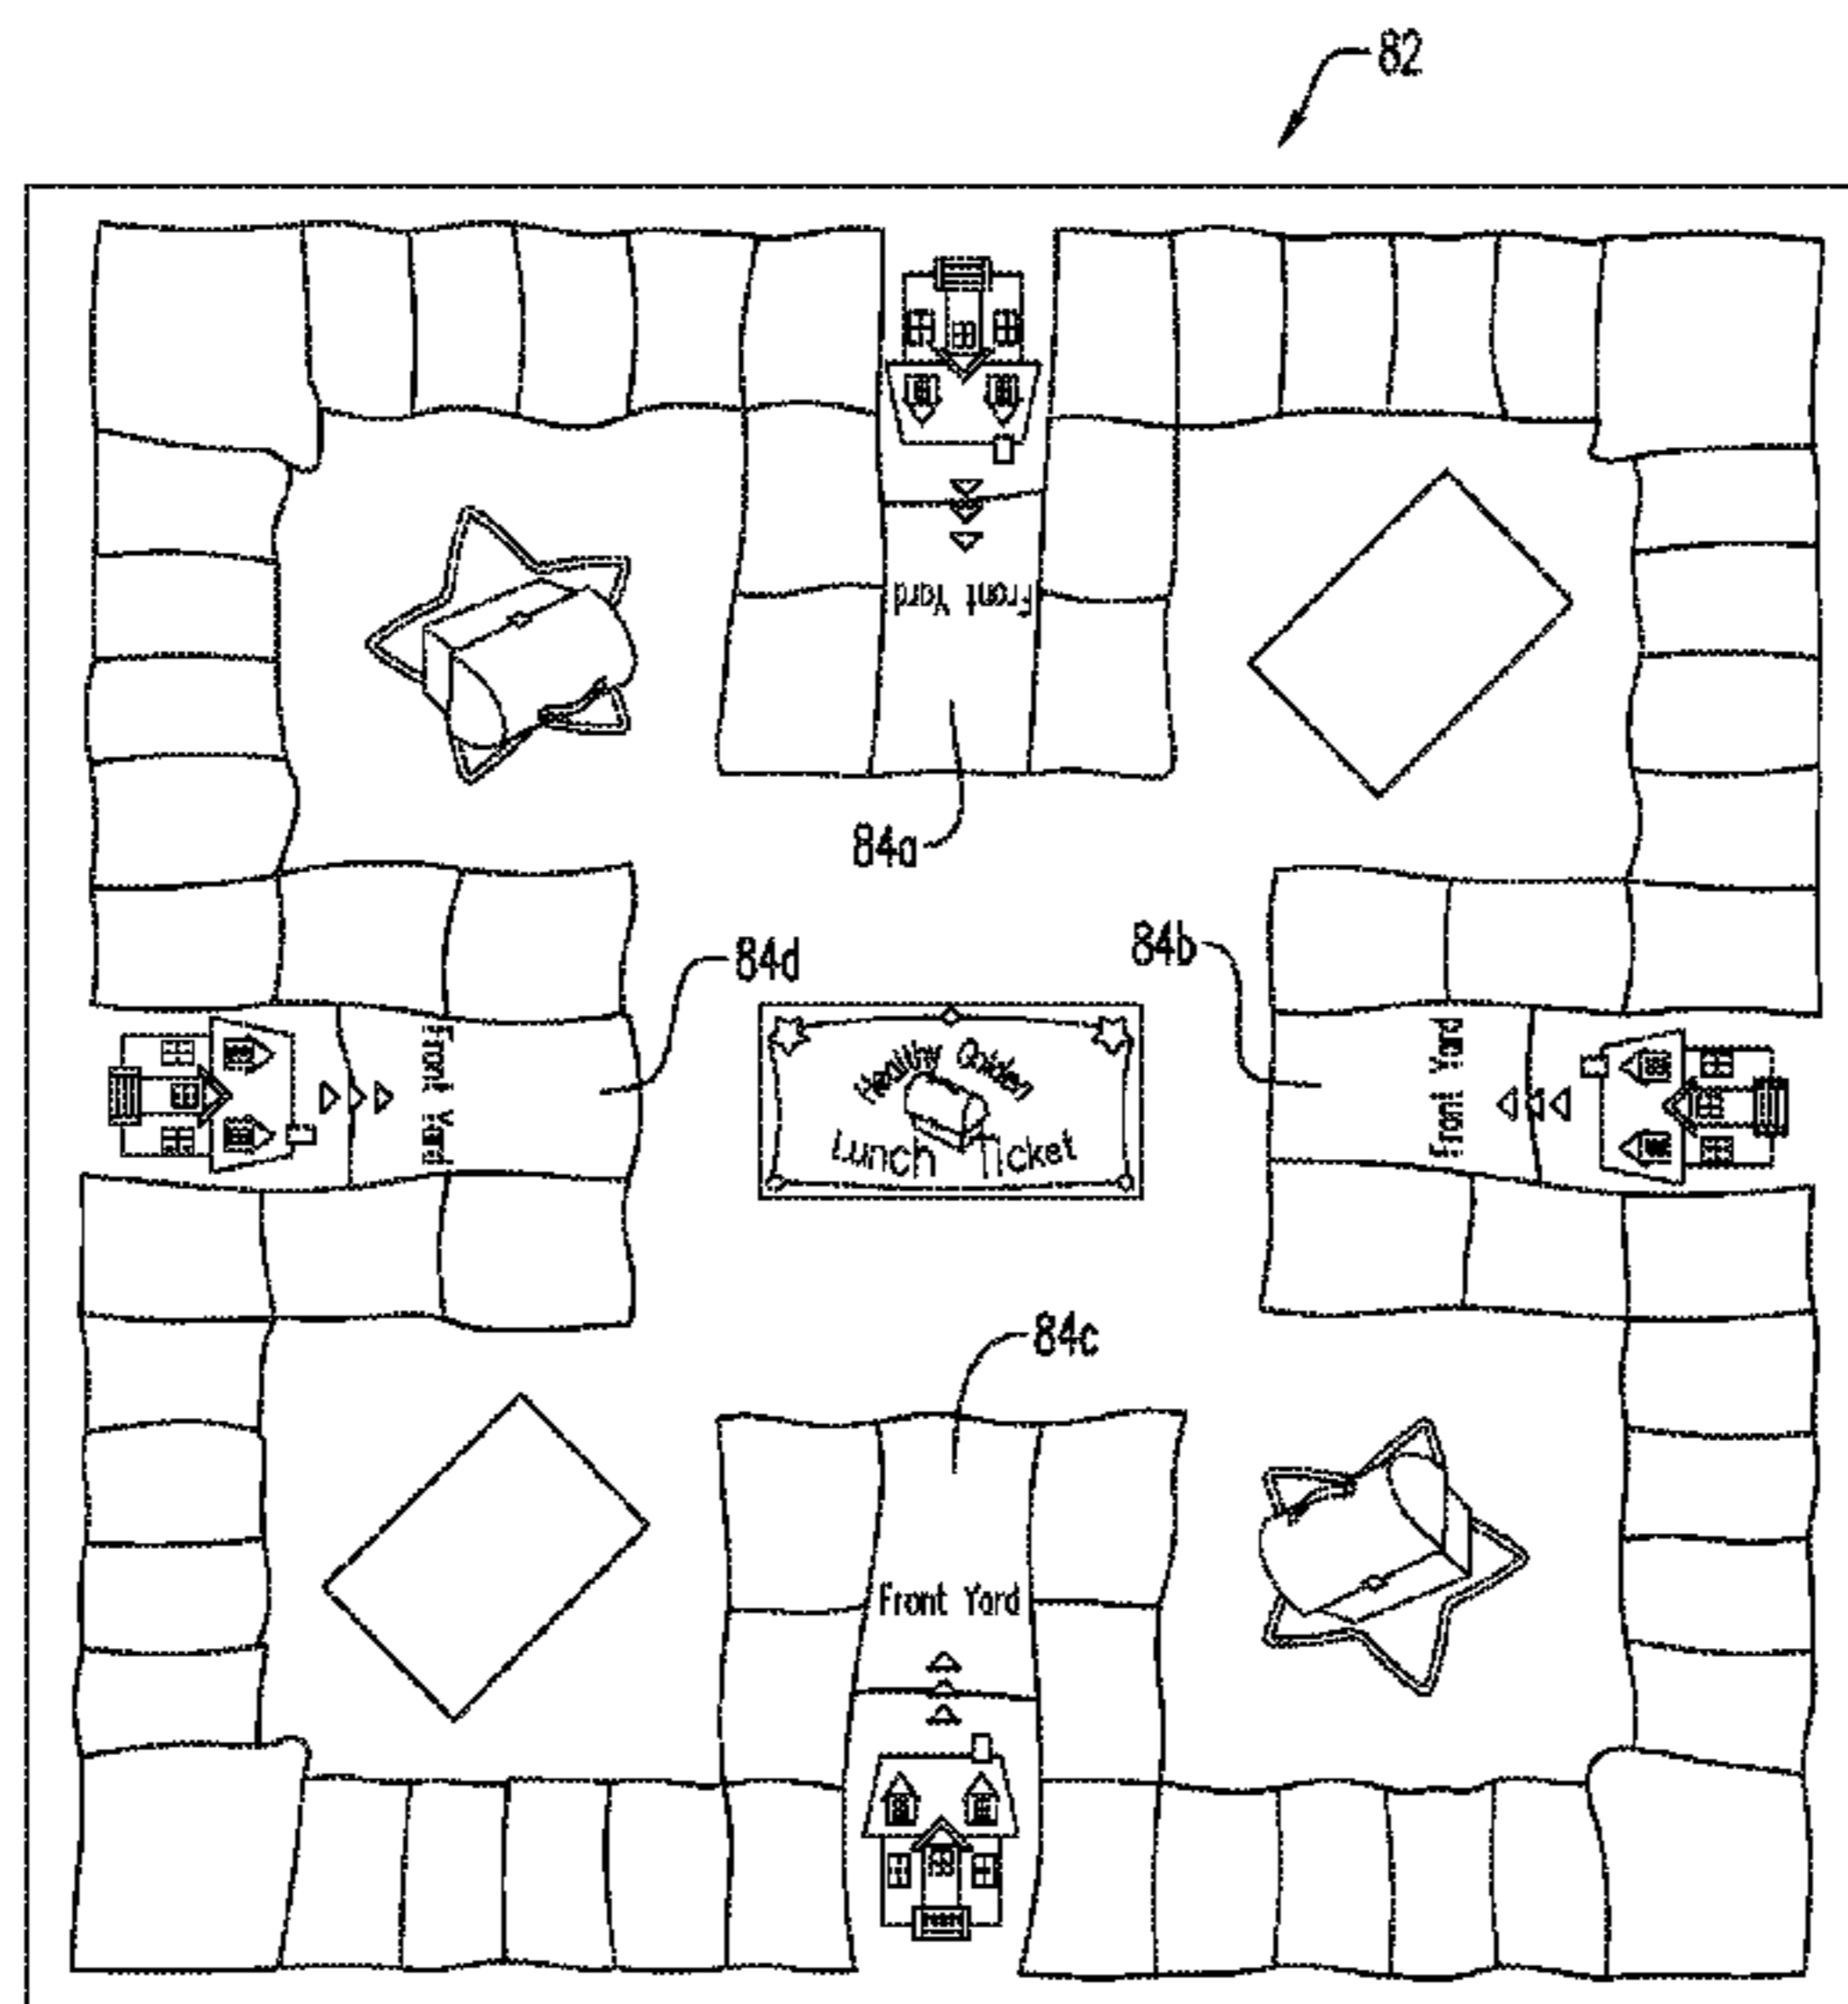 82
Front Yard
84a
84d
84b
Front Yard
Healthy Golden
Lunch Ticket
Front Yard
84c
Front Yard